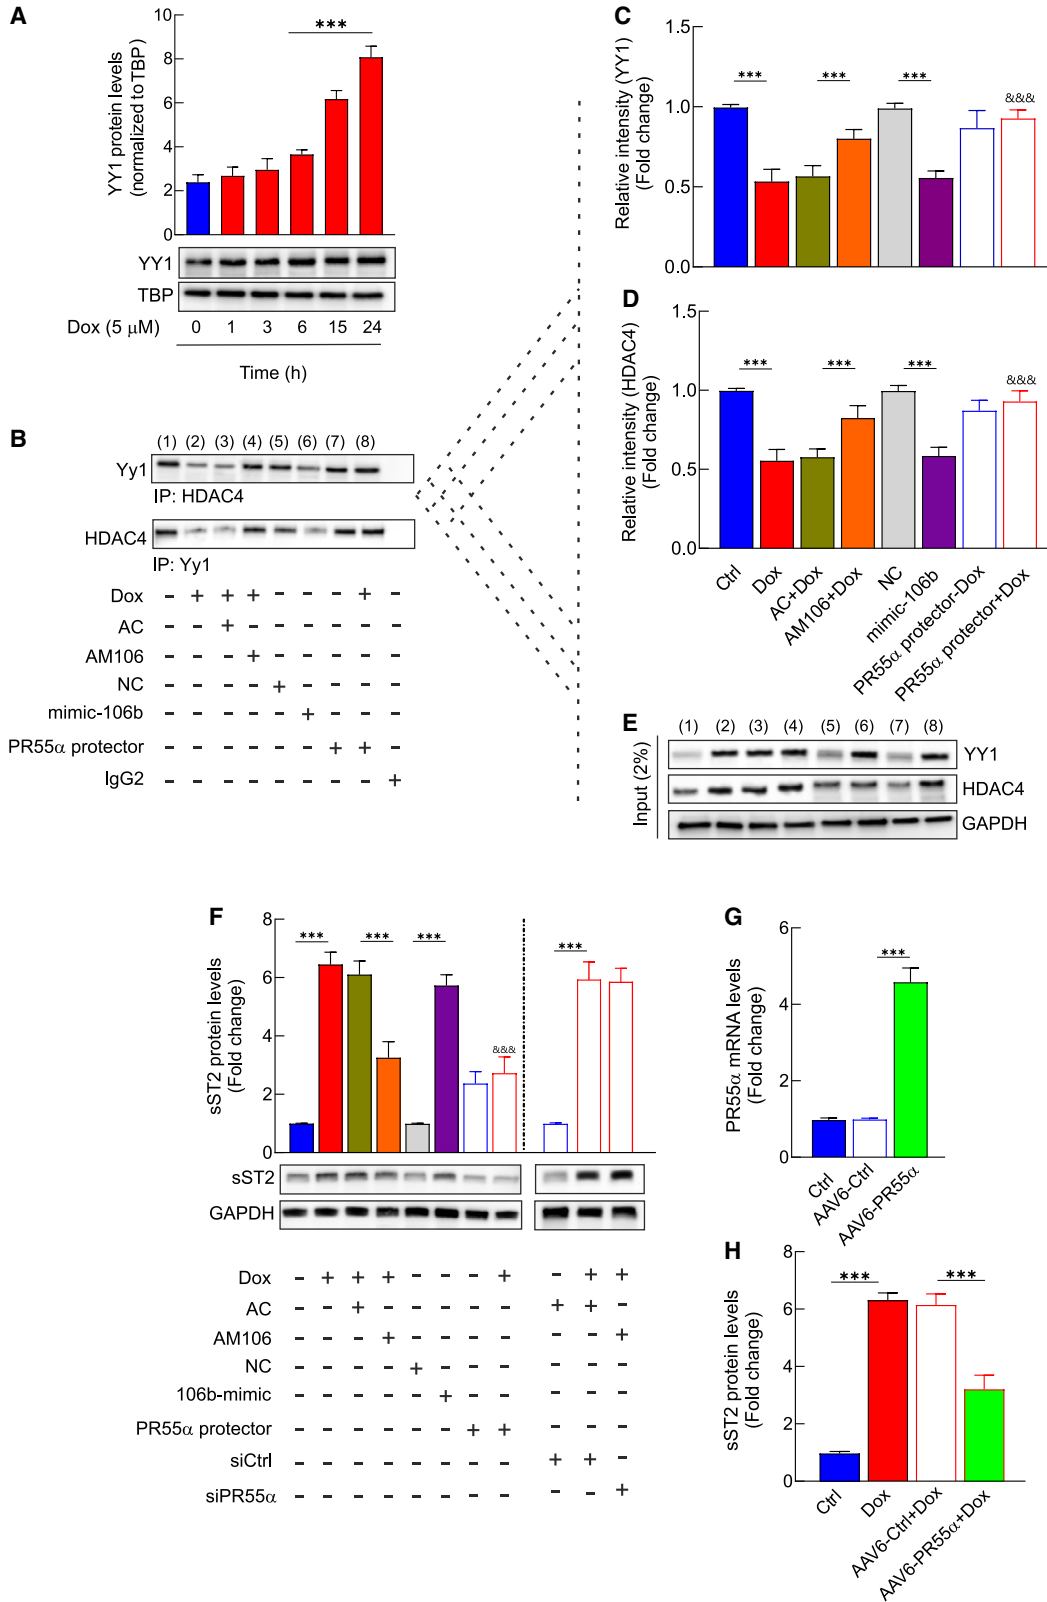 A
YY1 protein levels
(normalized to TBP)
10
8
6
4
2
0
***
YY1
TBP
Dox (5 µM) 0 1 3 6 15 24
Time (h)
B
(1) (2) (3) (4) (5) (6) (7) (8)
Yy1
IP: HDAC4
HDAC4
IP: Yy1
Dox - + + + - - - + -
AC - - + - - - - - -
AM106 - - - + - - - - -
NC - - - - + - - - -
mimic-106b - - - - - + - - -
PR55α protector - - - - - - + + -
IgG2 - - - - - - - - +
C
Relative intensity (YY1)
(Fold change)
1.5
1.0
0.5
0.0
*** *** *** &&&
D
Relative intensity (HDAC4)
(Fold change)
1.5
1.0
0.5
0.0
*** *** *** &&&
Ctrl
Dox
AC+Dox
AM106+Dox
NC
mimic-106b
PR55α protector-Dox
PR55α protector+Dox
E
(1) (2) (3) (4) (5) (6) (7) (8)
Input (2%)
YY1
HDAC4
GAPDH
F
sST2 protein levels
(Fold change)
8
6
4
2
0
*** *** *** &&& ***
sST2
GAPDH
Dox - + + + - - - + - + +
AC - - + - - - - - + + -
AM106 - - - + - - - - - - +
NC - - - - + - - - - - -
106b-mimic - - - - - + - - - - -
PR55α protector - - - - - - + + - - -
siCtrl - - - - - - - - + + -
siPR55α - - - - - - - - - - +
G
PR55α mRNA levels
(Fold change)
6
4
2
0
***
Ctrl
AAV6-Ctrl
AAV6-PR55α
H
sST2 protein levels
(Fold change)
8
6
4
2
0
*** ***
Ctrl
Dox
AAV6-Ctrl+Dox
AAV6-PR55α+Dox